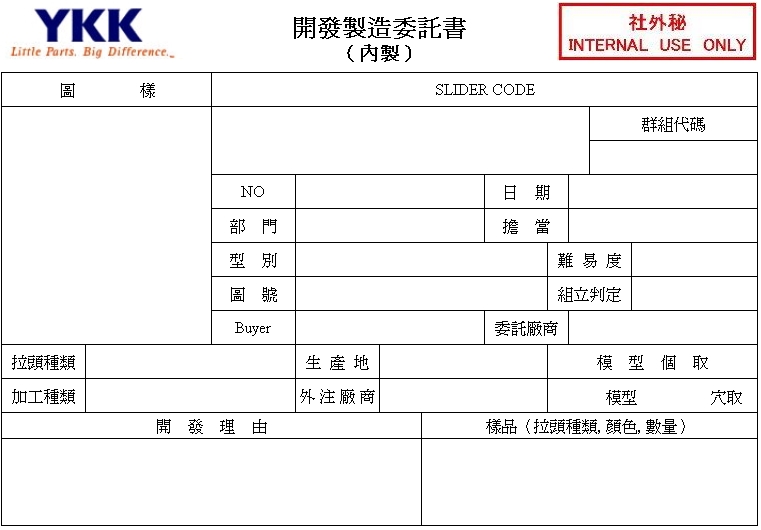 YKK
Little Parts. Big Difference.
開發製造委託書
（內製）
社外秘
INTERNAL USE ONLY
圖 樣
SLIDER CODE
群組代碼
NO
日 期
部 門
擔 當
型 別
難 易 度
圖 號
組立判定
Buyer
委託廠商
拉頭種類
生 產 地
模 型 個 取
加工種類
外注廠商
模型 穴取
開 發 理 由
樣品（拉頭種類,顏色,數量）